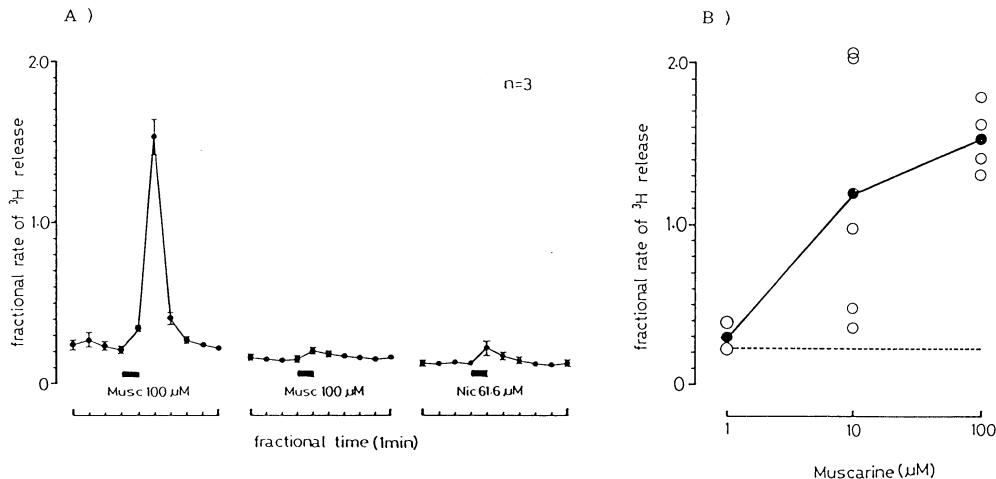 A )
2.0
1.0
0
fractional rate of ³H release
n=3
Musc 100 µM
Musc 100 µM
Nic 61·6 µM
fractional time (1min)
B )
2.0
1.0
0
fractional rate of ³H release
1
10
100
Muscarine (µM)